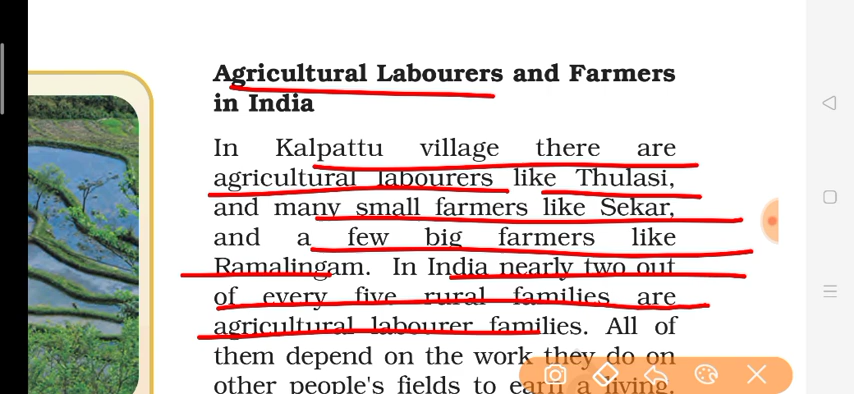 Agricultural Labourers and Farmers
in India
In Kalpattu village there are
agricultural labourers like Thulasi,
and many small farmers like Sekar,
and a few big farmers like
Ramalingam. In India nearly two out
of every five rural families are
agricultural labourer families. All of
them depend on the work they do on
other people's fields to earn a living.